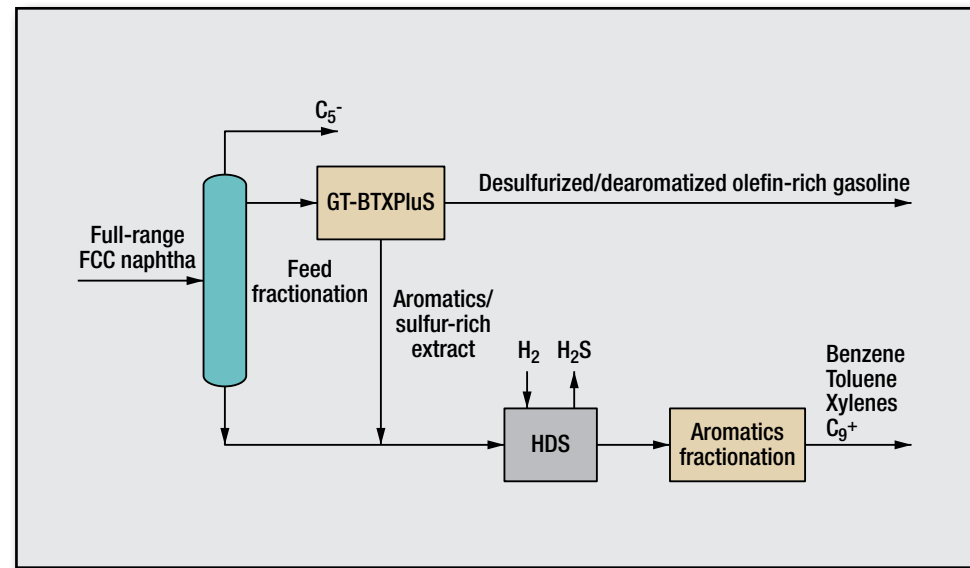 C₅⁻
GT-BTXPluS
Desulfurized/dearomatized olefin-rich gasoline
Full-range
FCC naphtha
Feed
fractionation
Aromatics/
sulfur-rich
extract
H₂
H₂S
Benzene
Toluene
Xylenes
C₉⁺
HDS
Aromatics
fractionation